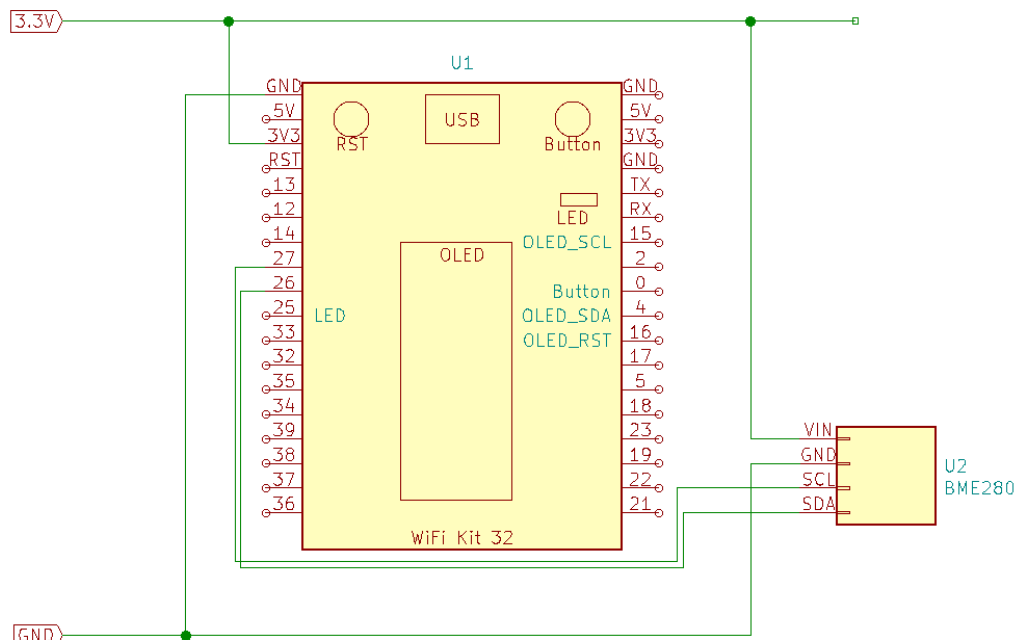 3.3V
U1
GND
5V
3V3
RST
13
12
14
27
26
25
33
32
35
34
39
38
37
36
RST
USB
Button
LED
OLED
LED
OLED_SCL
Button
OLED_SDA
OLED_RST
WiFi Kit 32
GND
5V
3V3
GND
TX
RX
15
2
0
4
16
17
5
18
23
19
22
21
VIN
GND
SCL
SDA
U2
BME280
GND